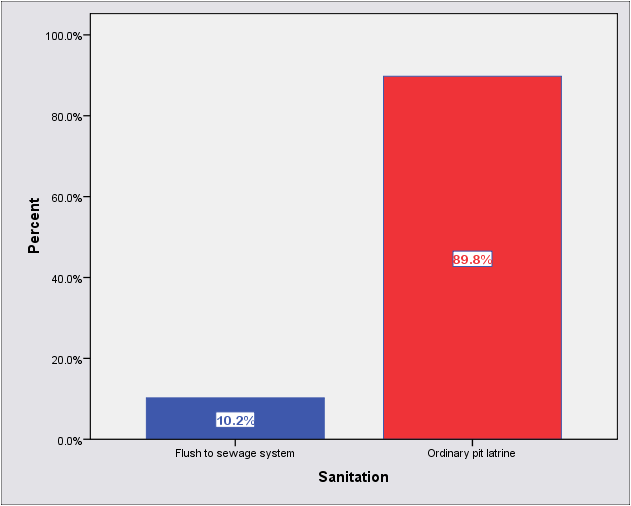 100.0%
80.0%
60.0%
40.0%
20.0%
0.0%
Percent
10.2%
89.8%
Flush to sewage system
Ordinary pit latrine
Sanitation